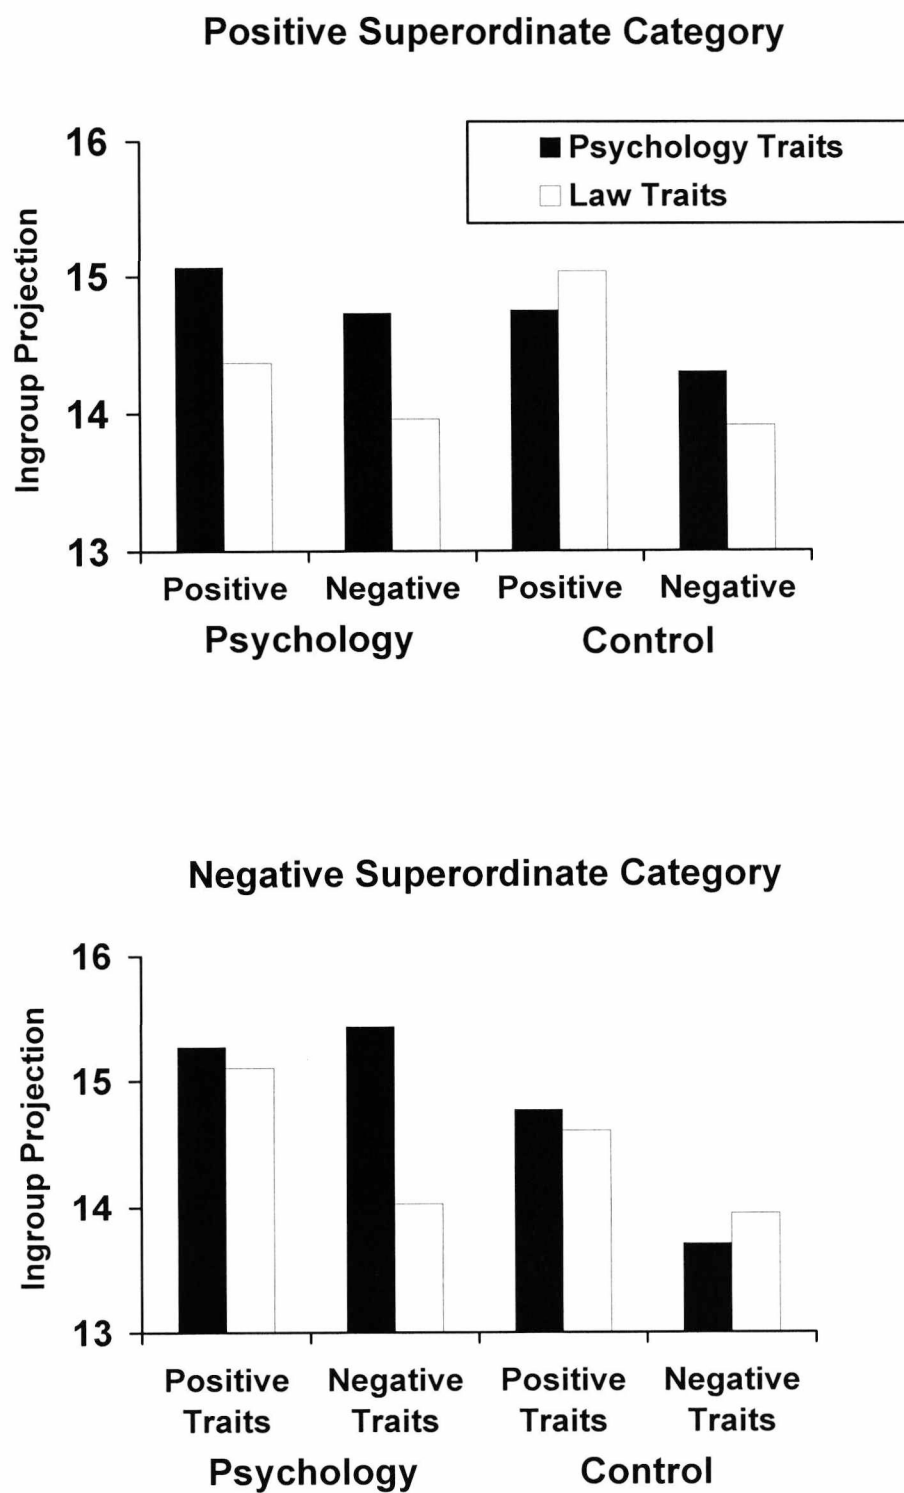 Positive Superordinate Category
Psychology Traits
Law Traits
Ingroup Projection
16
15
14
13
Positive Negative Positive Negative
Psychology Control
Negative Superordinate Category
Ingroup Projection
16
15
14
13
Positive Negative Positive Negative
Traits Traits Traits Traits
Psychology Control